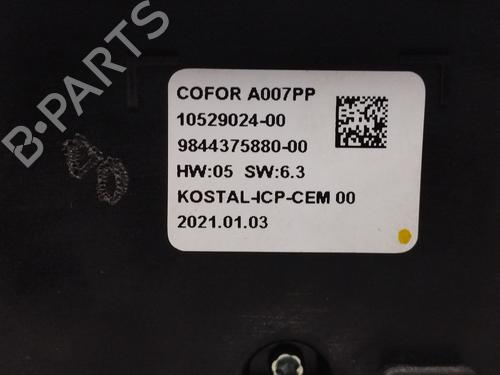 B-PARTS
COFOR A007PP
10529024-00
9844375880-00
HW:05 SW:6.3
KOSTAL-ICP-CEM 00
2021.01.03